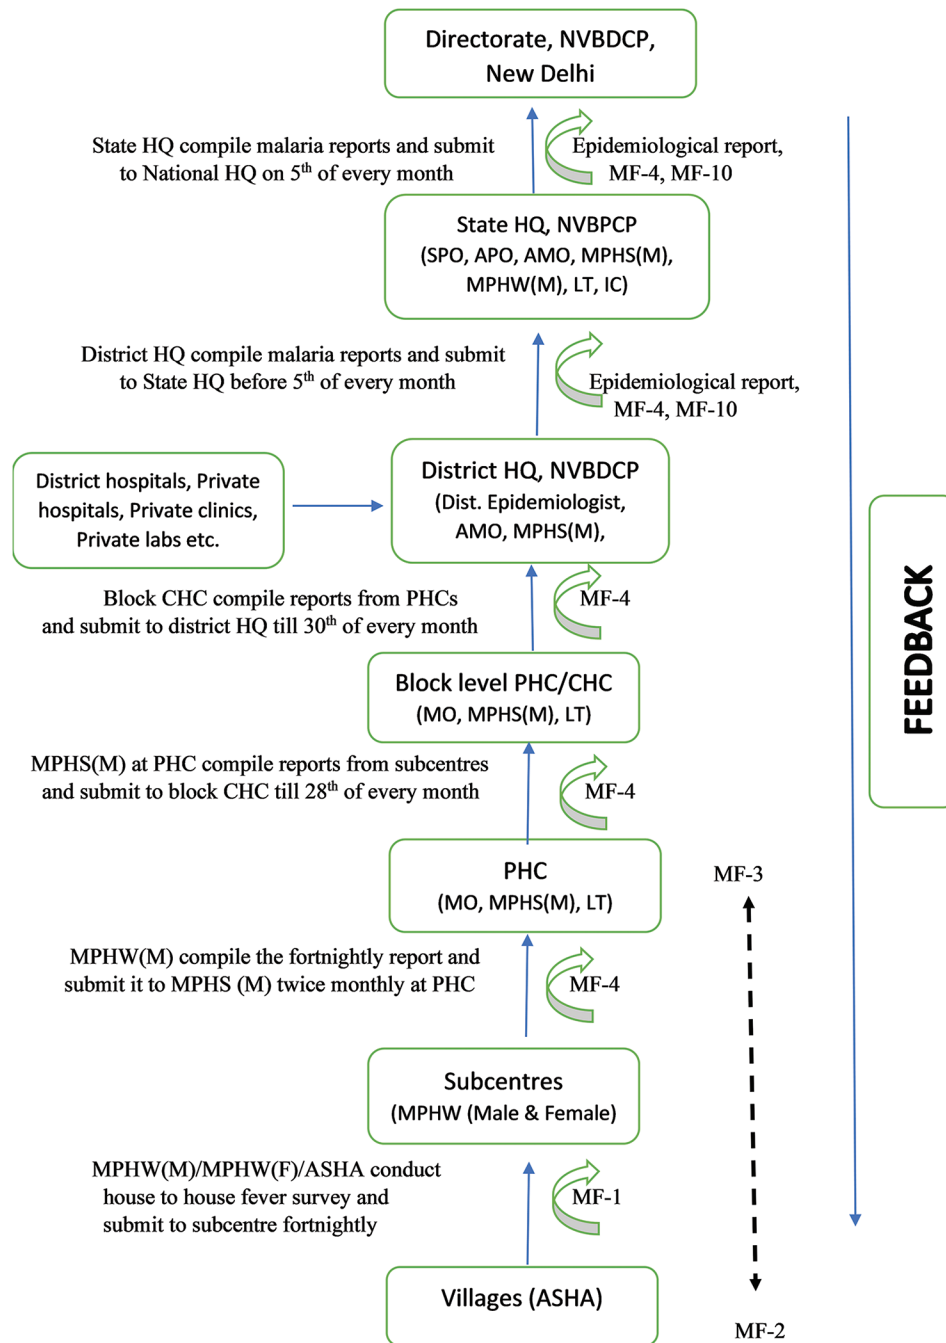 Directorate, NVBDCP,
New Delhi
State HQ compile malaria reports and submit
to National HQ on 5th of every month
Epidemiological report,
MF-4, MF-10
State HQ, NVBPCP
(SPO, APO, AMO, MPHS(M),
MPHW(M), LT, IC)
District HQ compile malaria reports and submit
to State HQ before 5th of every month
Epidemiological report,
MF-4, MF-10
District hospitals, Private
hospitals, Private clinics,
Private labs etc.
District HQ, NVBDCP
(Dist. Epidemiologist,
AMO, MPHS(M),
FEEDBACK
Block CHC compile reports from PHCs
and submit to district HQ till 30th of every month
MF-4
Block level PHC/CHC
(MO, MPHS(M), LT)
MPHS(M) at PHC compile reports from subcentres
and submit to block CHC till 28th of every month
MF-4
PHC
(MO, MPHS(M), LT)
MF-3
MPHW(M) compile the fortnightly report and
submit it to MPHS (M) twice monthly at PHC
MF-4
Subcentres
(MPHW (Male & Female)
MPHW(M)/MPHW(F)/ASHA conduct
house to house fever survey and
submit to subcentre fortnightly
MF-1
Villages (ASHA)
MF-2